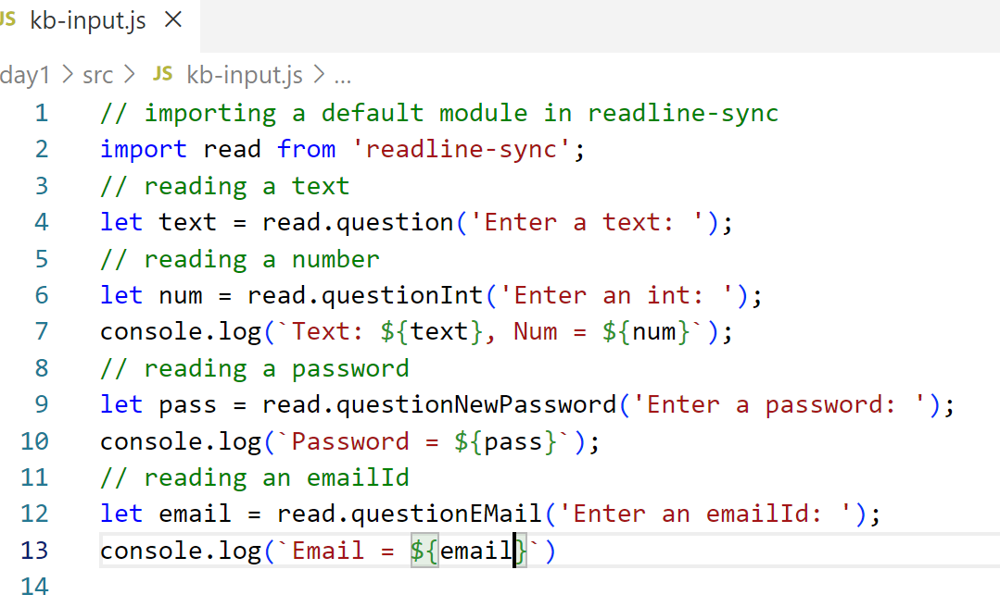 JS kb-input.js ×
day1 > src > JS kb-input.js > ...
1 // importing a default module in readline-sync
2 import read from 'readline-sync';
3 // reading a text
4 let text = read.question('Enter a text: ');
5 // reading a number
6 let num = read.questionInt('Enter an int: ');
7 console.log(`Text: ${text}, Num = ${num}`);
8 // reading a password
9 let pass = read.questionNewPassword('Enter a password: ');
10 console.log(`Password = ${pass}`);
11 // reading an emailId
12 let email = read.questionEMail('Enter an emailId: ');
13 console.log(`Email = ${email}`)
14